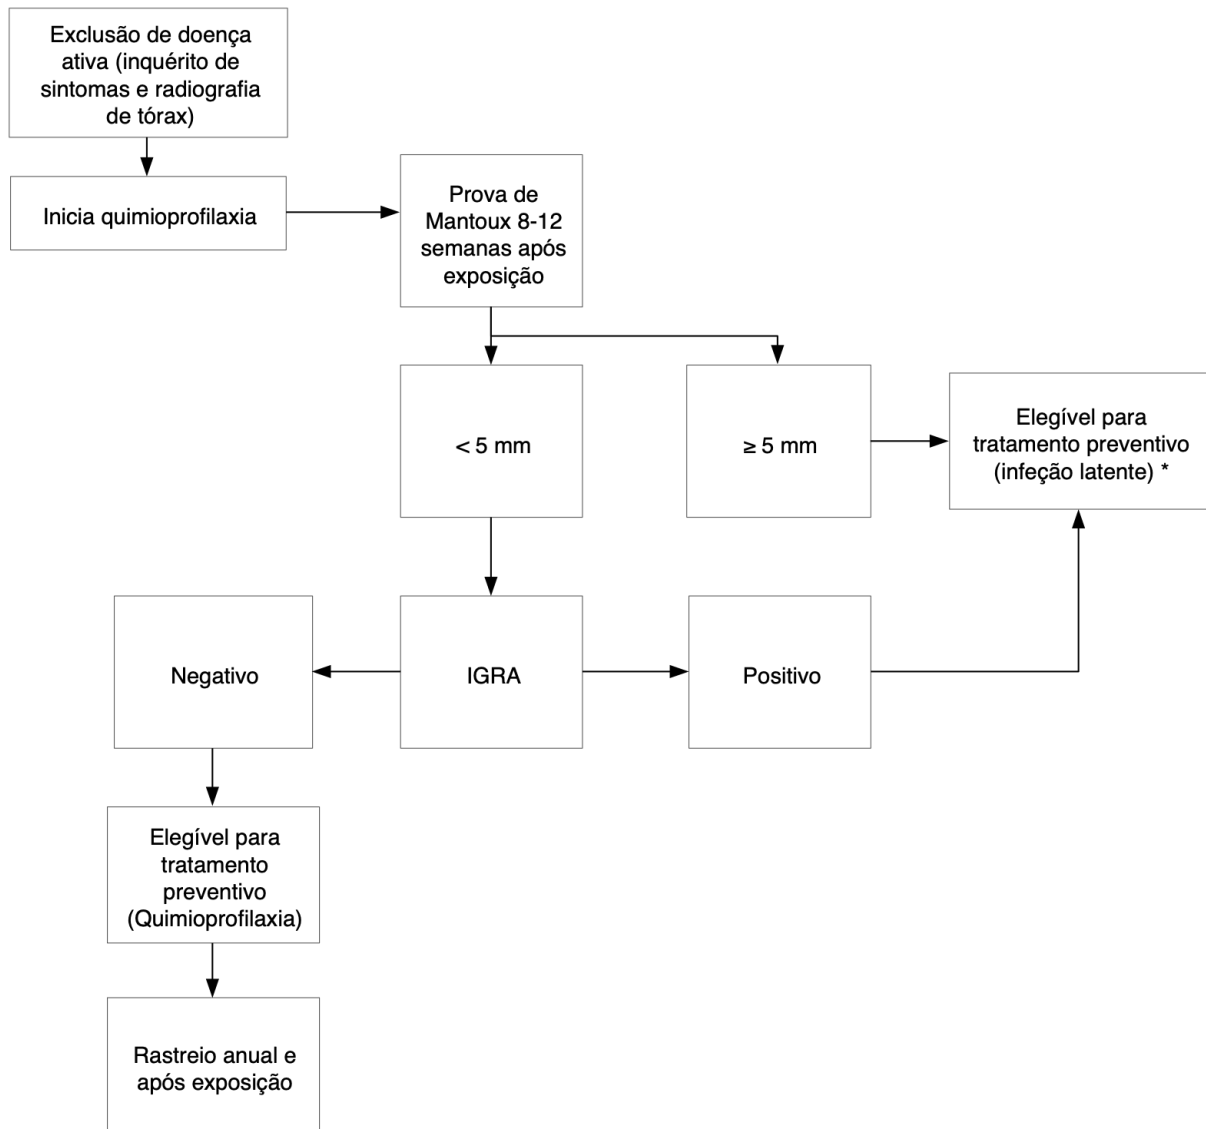 Exclusão de doença
ativa (inquérito de
sintomas e radiografia
de tórax)
Inicia quimioprofilaxia
Prova de
Mantoux 8-12
semanas após
exposição
< 5 mm
≥ 5 mm
Elegível para
tratamento preventivo
(infeção latente) *
Negativo
IGRA
Positivo
Elegível para
tratamento
preventivo
(Quimioprofilaxia)
Rastreio anual e
após exposição